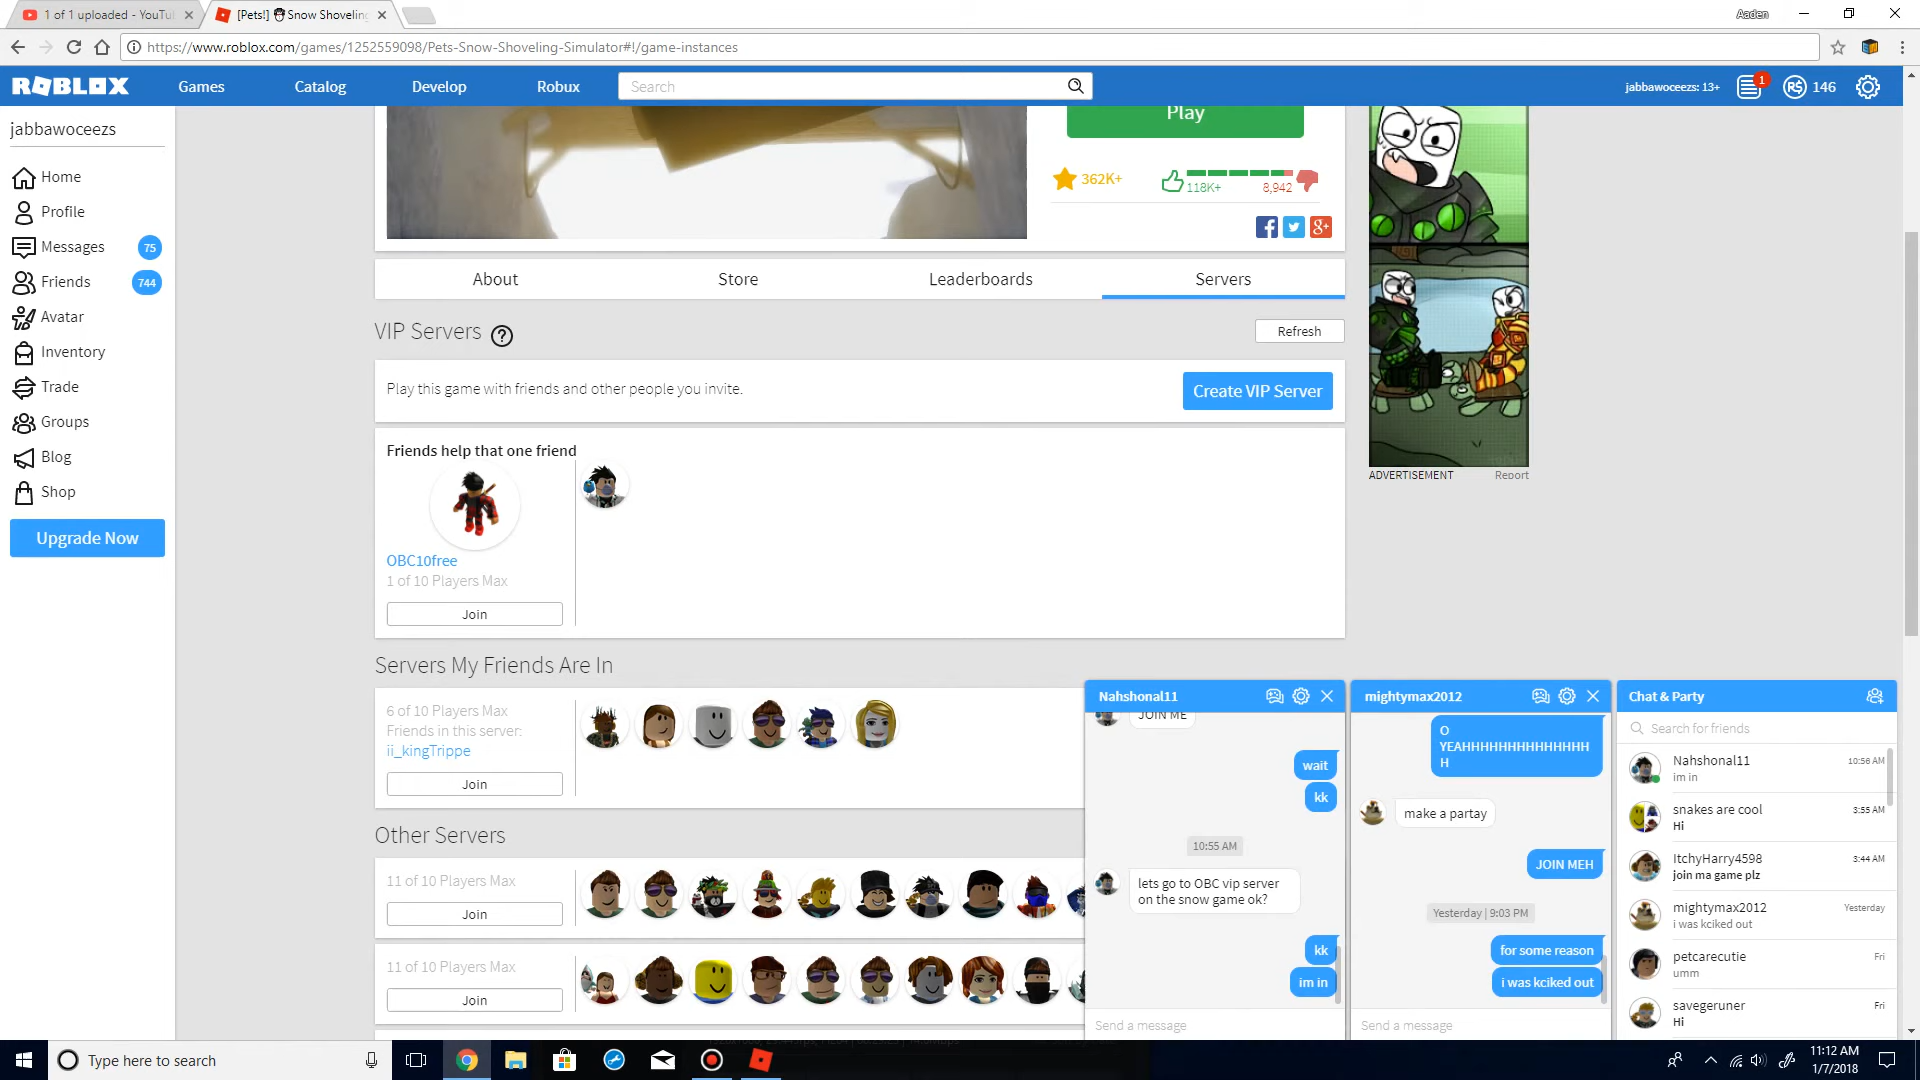 1 of 1 uploaded - YouTu
[Pets!] Snow Shoveling
Aaden
https://www.roblox.com/games/1252559098/Pets-Snow-Shoveling-Simulator#!/game-instances
ROBLOX
Games
Catalog
Develop
Robux
Search
jabbawoceezs: 13+
1
R$ 146
jabbawoceezs
Home
Profile
Messages 75
Friends 744
Avatar
Inventory
Trade
Groups
Blog
Shop
Upgrade Now
Play
362K+
118K+
8,942
About
Store
Leaderboards
Servers
VIP Servers ?
Refresh
Play this game with friends and other people you invite.
Create VIP Server
Friends help that one friend
OBC10free
1 of 10 Players Max
Join
ADVERTISEMENT
Report
Servers My Friends Are In
6 of 10 Players Max
Friends in this server:
ii_kingTrippe
Join
Other Servers
11 of 10 Players Max
Join
11 of 10 Players Max
Join
Nahshonal11
JOIN ME
wait
kk
10:55 AM
lets go to OBC vip server
on the snow game ok?
kk
im in
Send a message
mightymax2012
O
YEAHHHHHHHHHHHHHH
H
make a partay
JOIN MEH
Yesterday | 9:03 PM
for some reason
i was kciked out
Send a message
Chat & Party
Search for friends
Nahshonal11 10:56 AM
im in
snakes are cool 3:55 AM
Hi
ItchyHarry4598 3:44 AM
join ma game plz
mightymax2012 Yesterday
i was kciked out
petcarecutie Fri
umm
savegeruner Fri
Hi
Type here to search
11:12 AM
1/7/2018